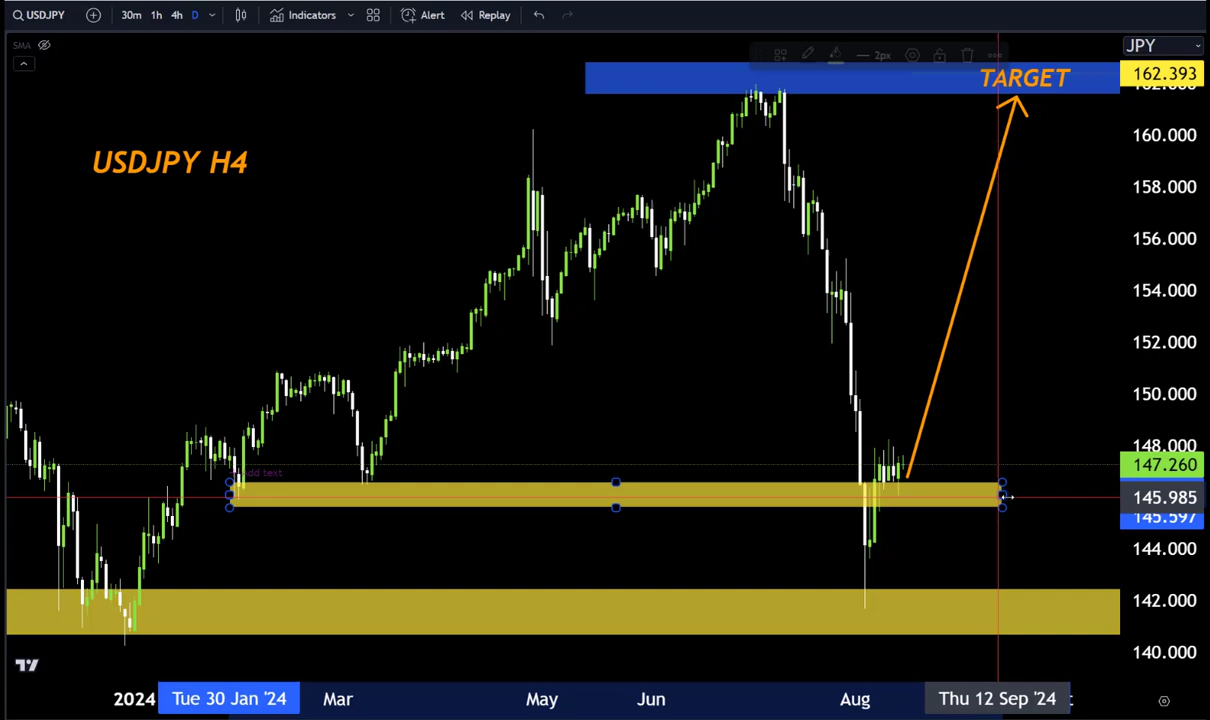 USDJPY 30m 1h 4h D Indicators Alert Replay
SMA
2px
JPY
TARGET
162.393
160.000
USDJPY H4
158.000
156.000
154.000
152.000
150.000
148.000
147.260
145.985
145.597
144.000
142.000
140.000
2024 Tue 30 Jan '24 Mar May Jun Aug Thu 12 Sep '24